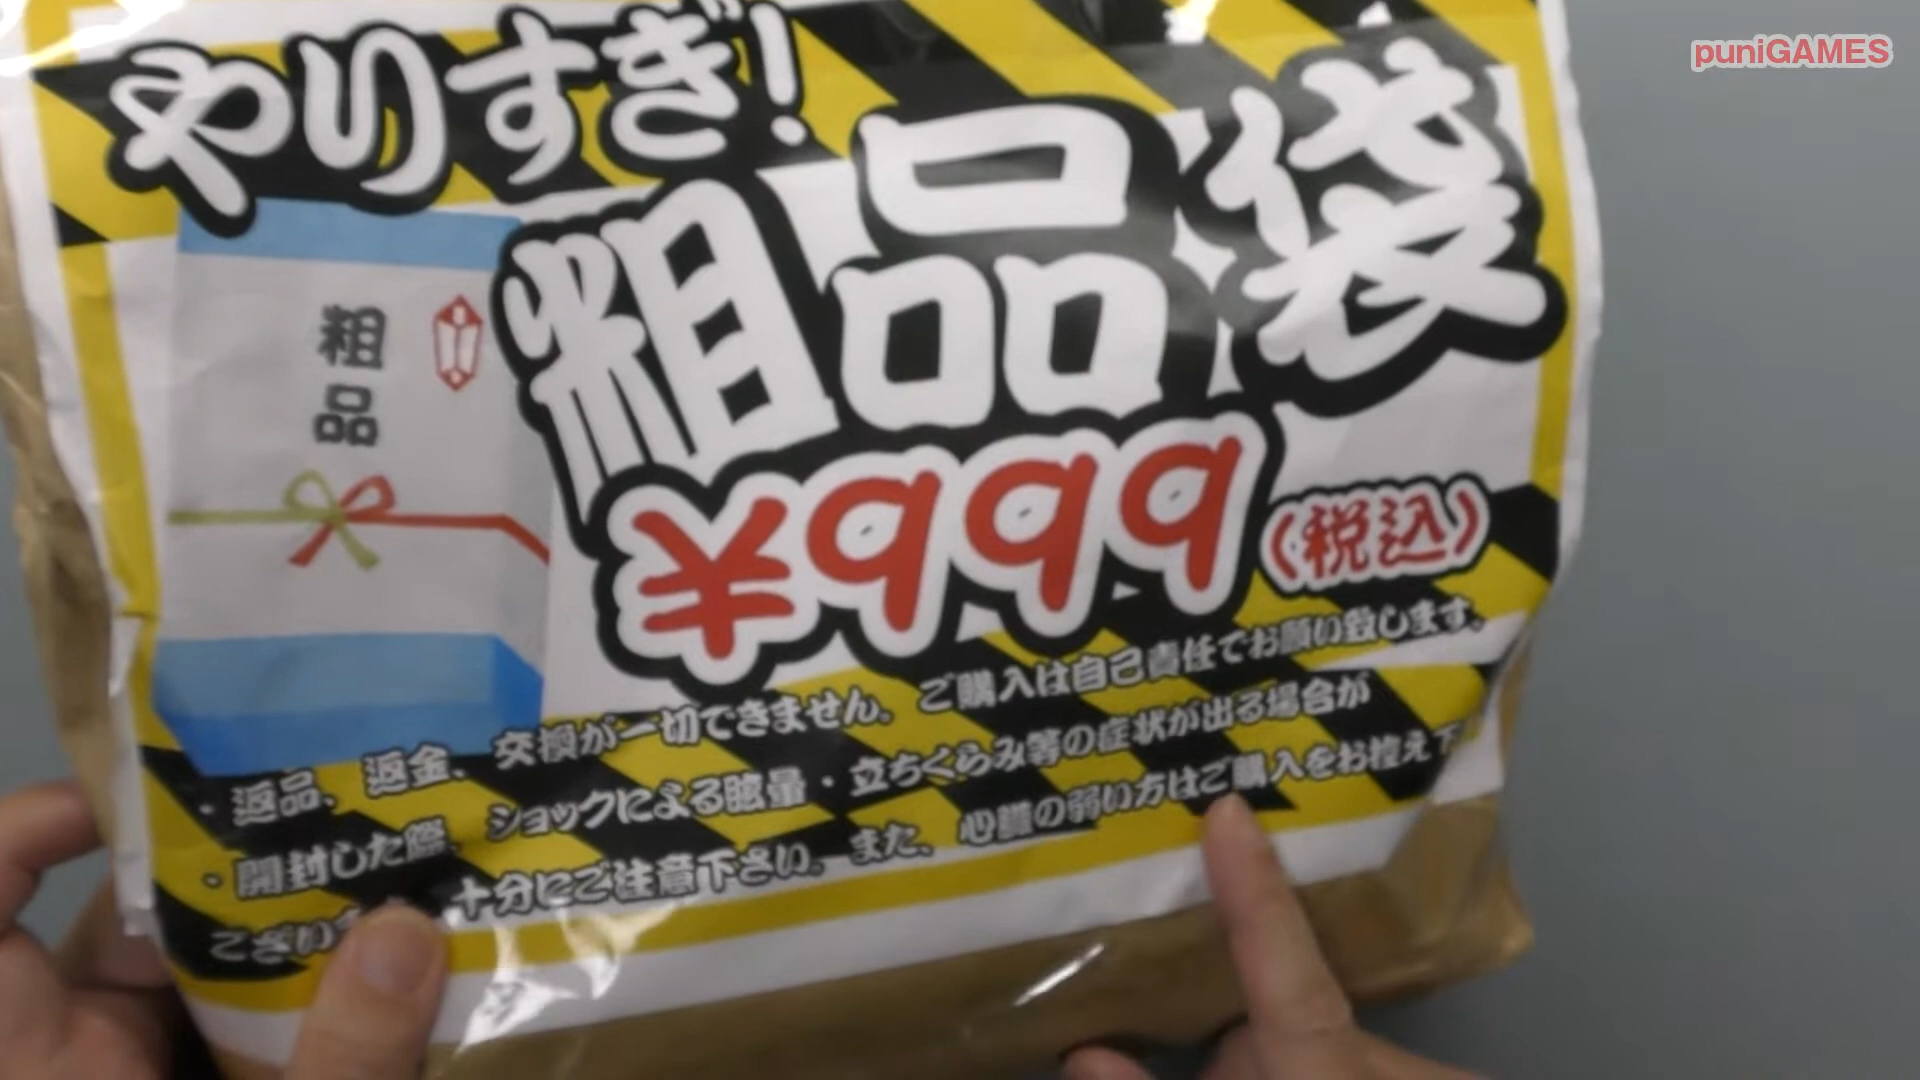 puniGAMES
やりすぎ!
粗品袋
粗品
¥999
(税込)
・返品、返金、交換が一切できません。ご購入は自己責任でお願い致します。
・開封した際、ショックによる眩暈・立ちくらみ等の症状が出る場合が
ござい 十分にご注意下さい。また、心臓の弱い方はご購入をお控え下